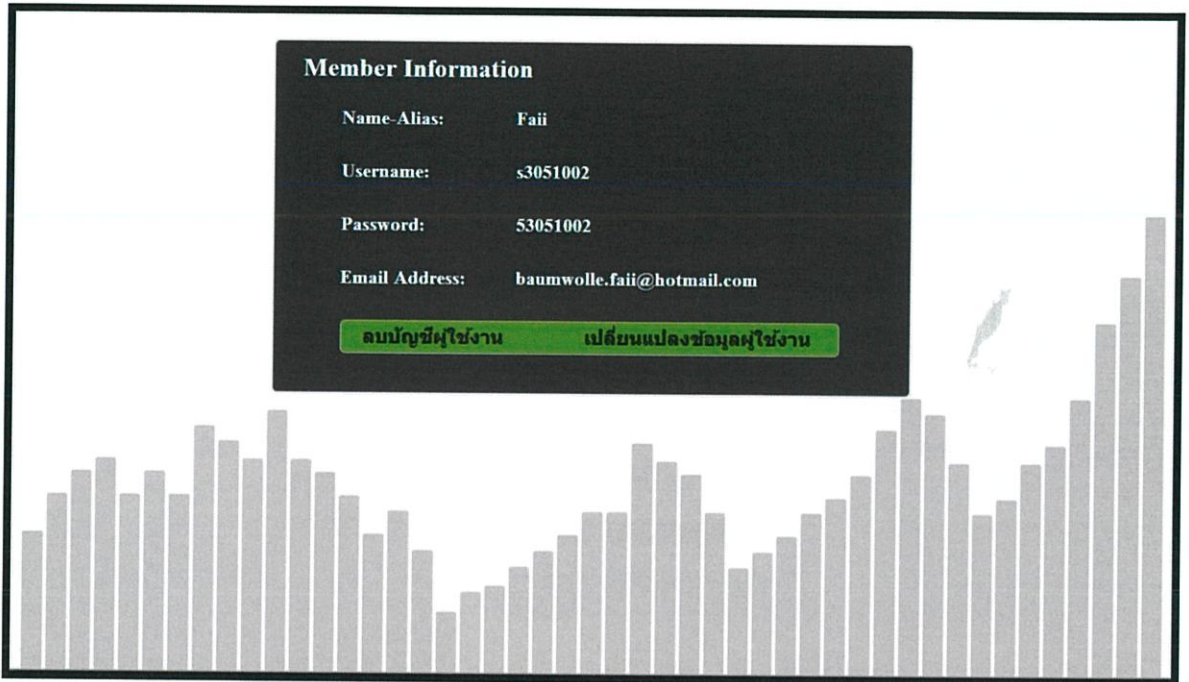 Member Information
Name-Alias: Faii
Username: s3051002
Password: 53051002
Email Address: baumwolle.faii@hotmail.com
ลบบัญชีผู้ใช้งาน เปลี่ยนแปลงข้อมูลผู้ใช้งาน